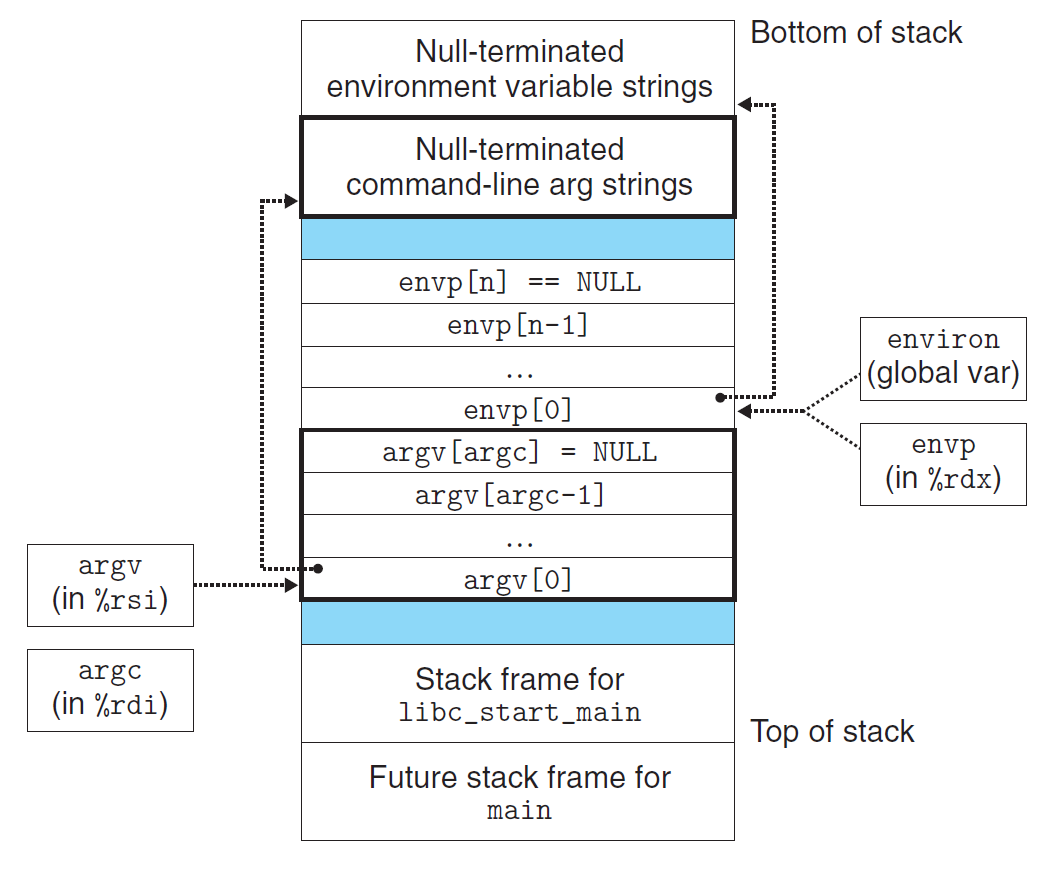 Bottom of stack
Null-terminated
environment variable strings
Null-terminated
command-line arg strings
envp[n] == NULL
envp[n-1]
...
envp[0]
environ
(global var)
envp
(in %rdx)
argv[argc] = NULL
argv[argc-1]
...
argv[0]
argv
(in %rsi)
argc
(in %rdi)
Stack frame for
libc_start_main
Top of stack
Future stack frame for
main